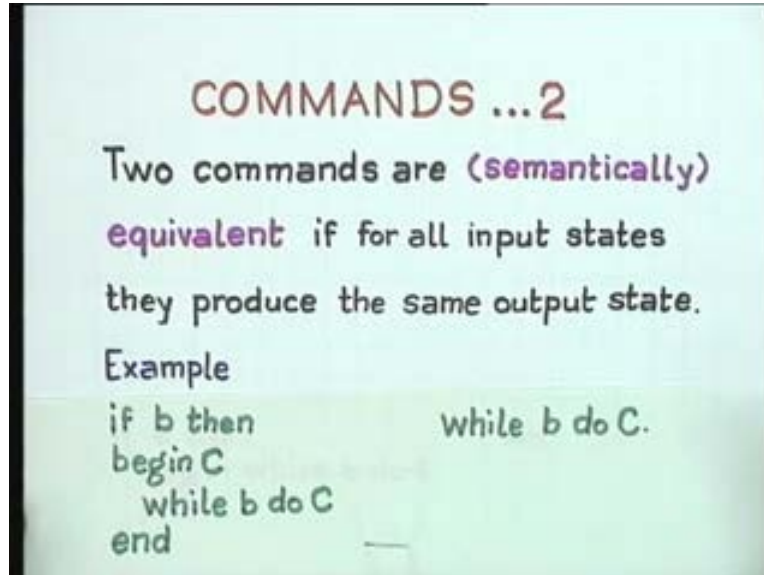 COMMANDS ... 2
Two commands are (semantically)
equivalent if for all input states
they produce the same output state.
Example
if b then while b do C.
begin C
while b do C
end